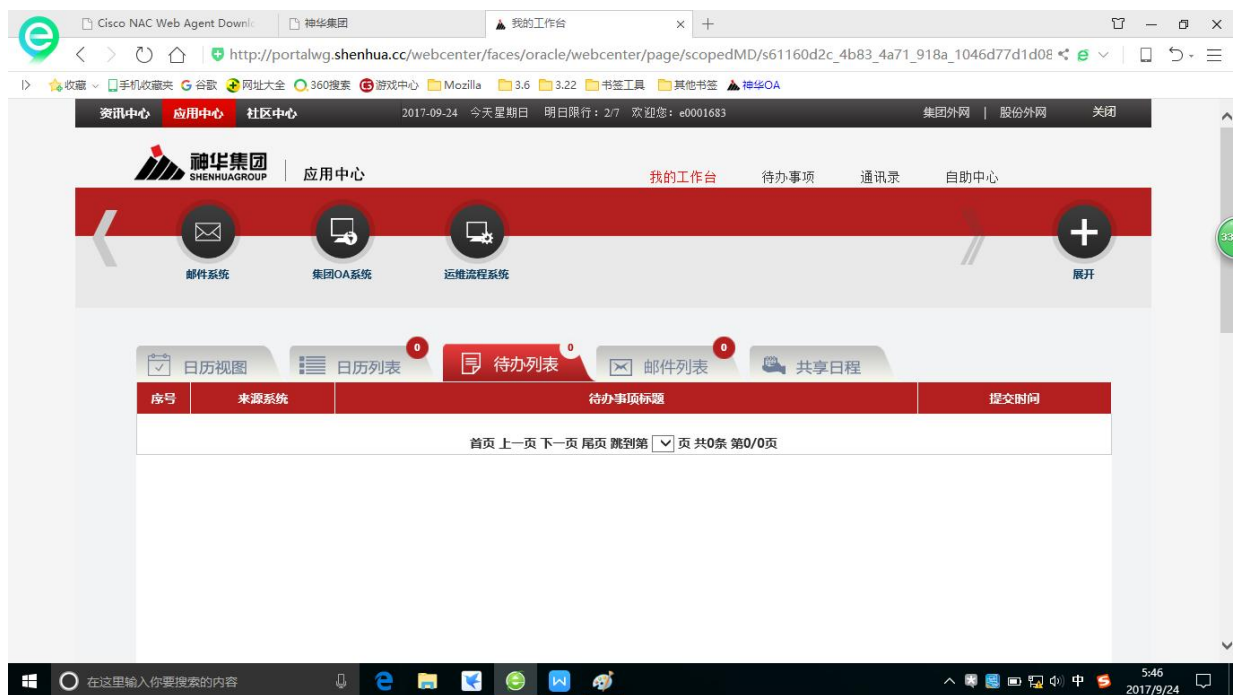 Cisco NAC Web Agent Downl 神华集团 我的工作台
http://portalwg.shenhua.cc/webcenter/faces/oracle/webcenter/page/scopedMD/s61160d2c_4b83_4a71_918a_1046d77d1d08
收藏 手机收藏夹 谷歌 网址大全 360搜索 游戏中心 Mozilla 3.6 3.22 书签工具 其他书签 神华OA
资讯中心 应用中心 社区中心 2017-09-24 今天星期日 明日限行：2/7 欢迎您：e0001683 集团外网 | 股份外网 关闭
神华集团
SHENHUAGROUP
应用中心
我的工作台 待办事项 通讯录 自助中心
33
邮件系统 集团OA系统 运维流程系统 展开
日历视图 日历列表 0 待办列表 0 邮件列表 0 共享日程
序号 来源系统 待办事项标题 提交时间
首页 上一页 下一页 尾页 跳到第 页 共0条 第0/0页
在这里输入你要搜索的内容
中
5:46
2017/9/24